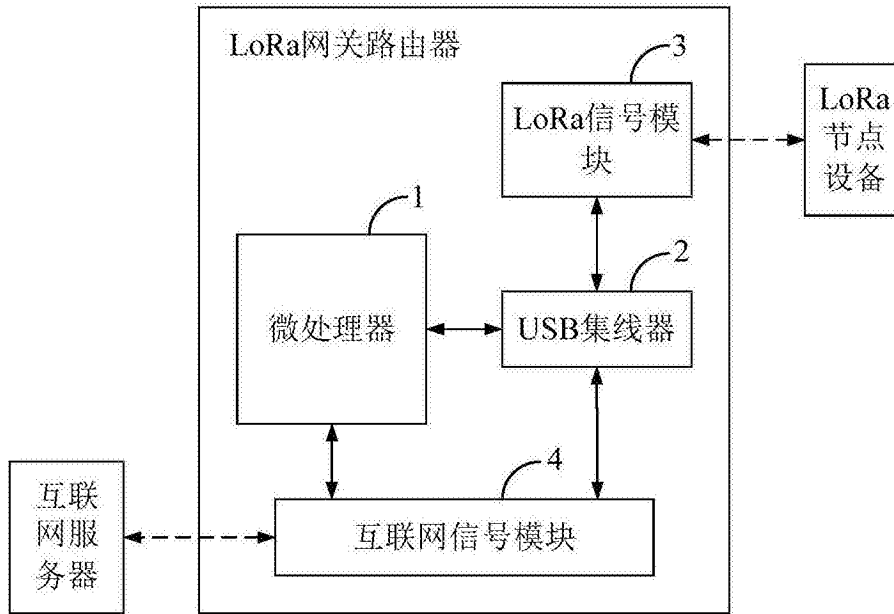 LoRa网关路由器
3
LoRa信号模
块
LoRa
节点
设备
1
微处理器
2
USB集线器
4
互联网信号模块
互联
网服
务器